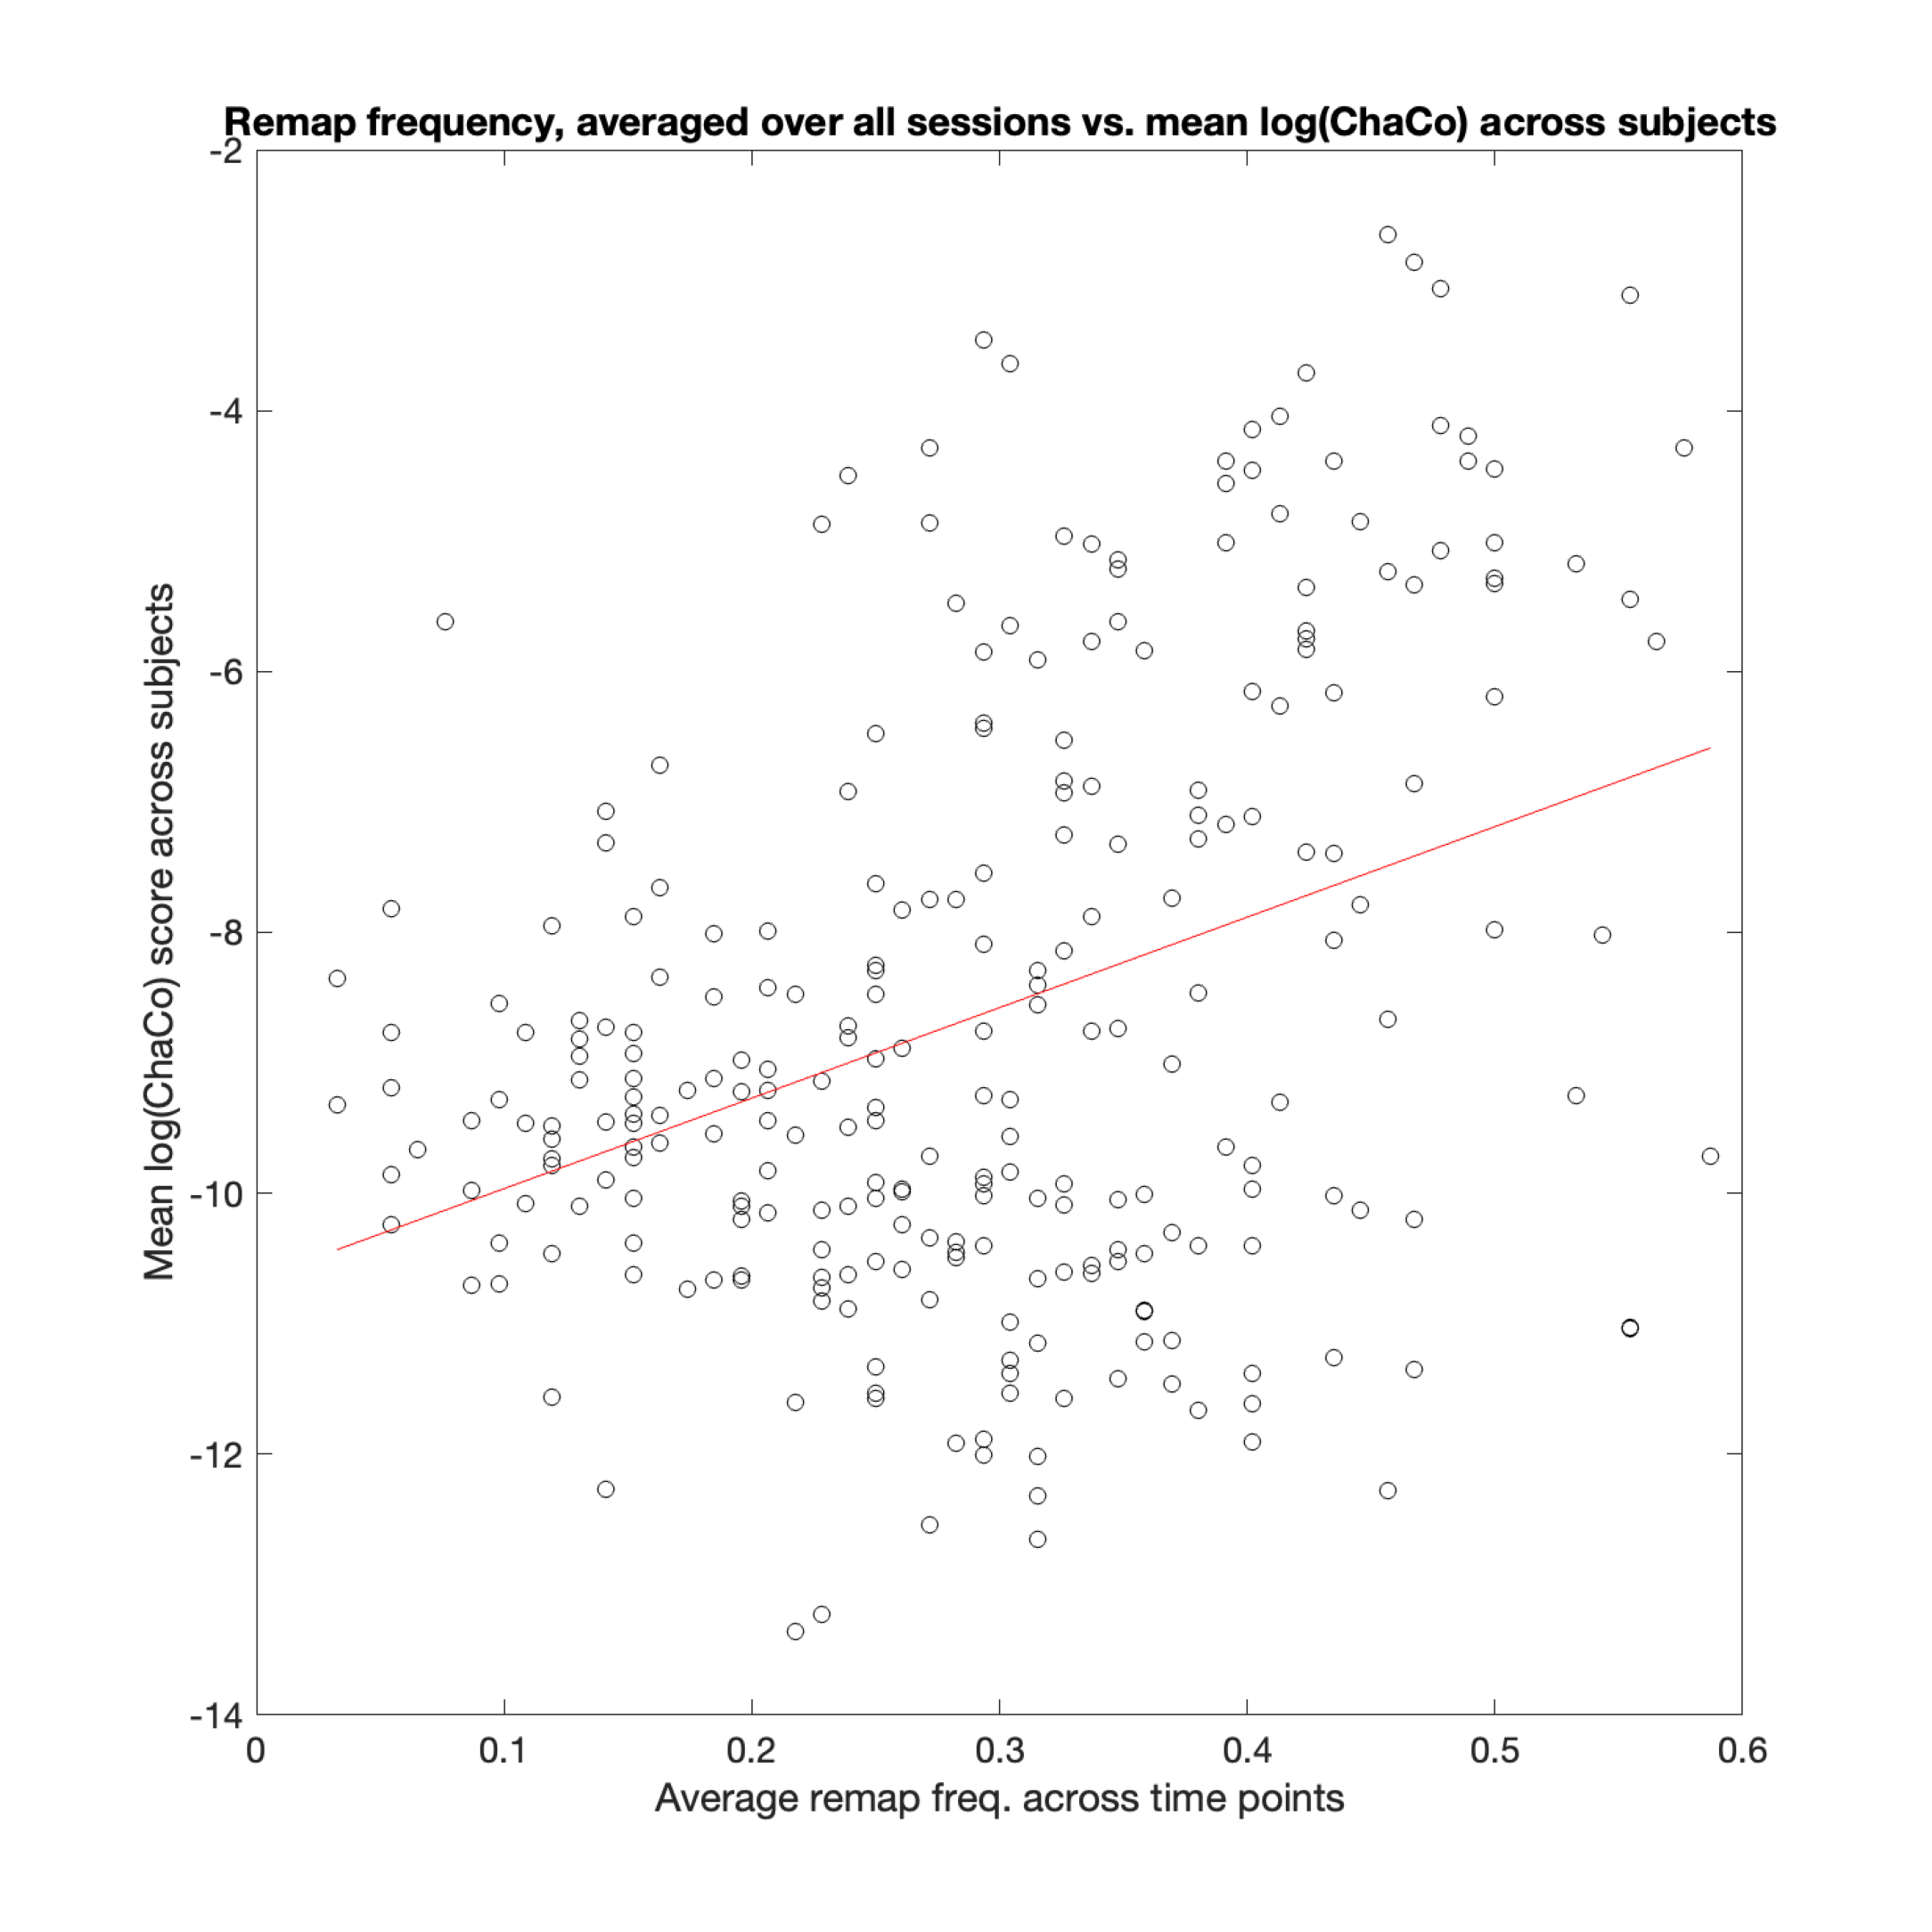 Remap frequency, averaged over all sessions vs. mean log(ChaCo) across subjects
-2
-4
-6
-8
-10
-12
-14
Mean log(ChaCo) score across subjects
0 0.1 0.2 0.3 0.4 0.5 0.6
Average remap freq. across time points